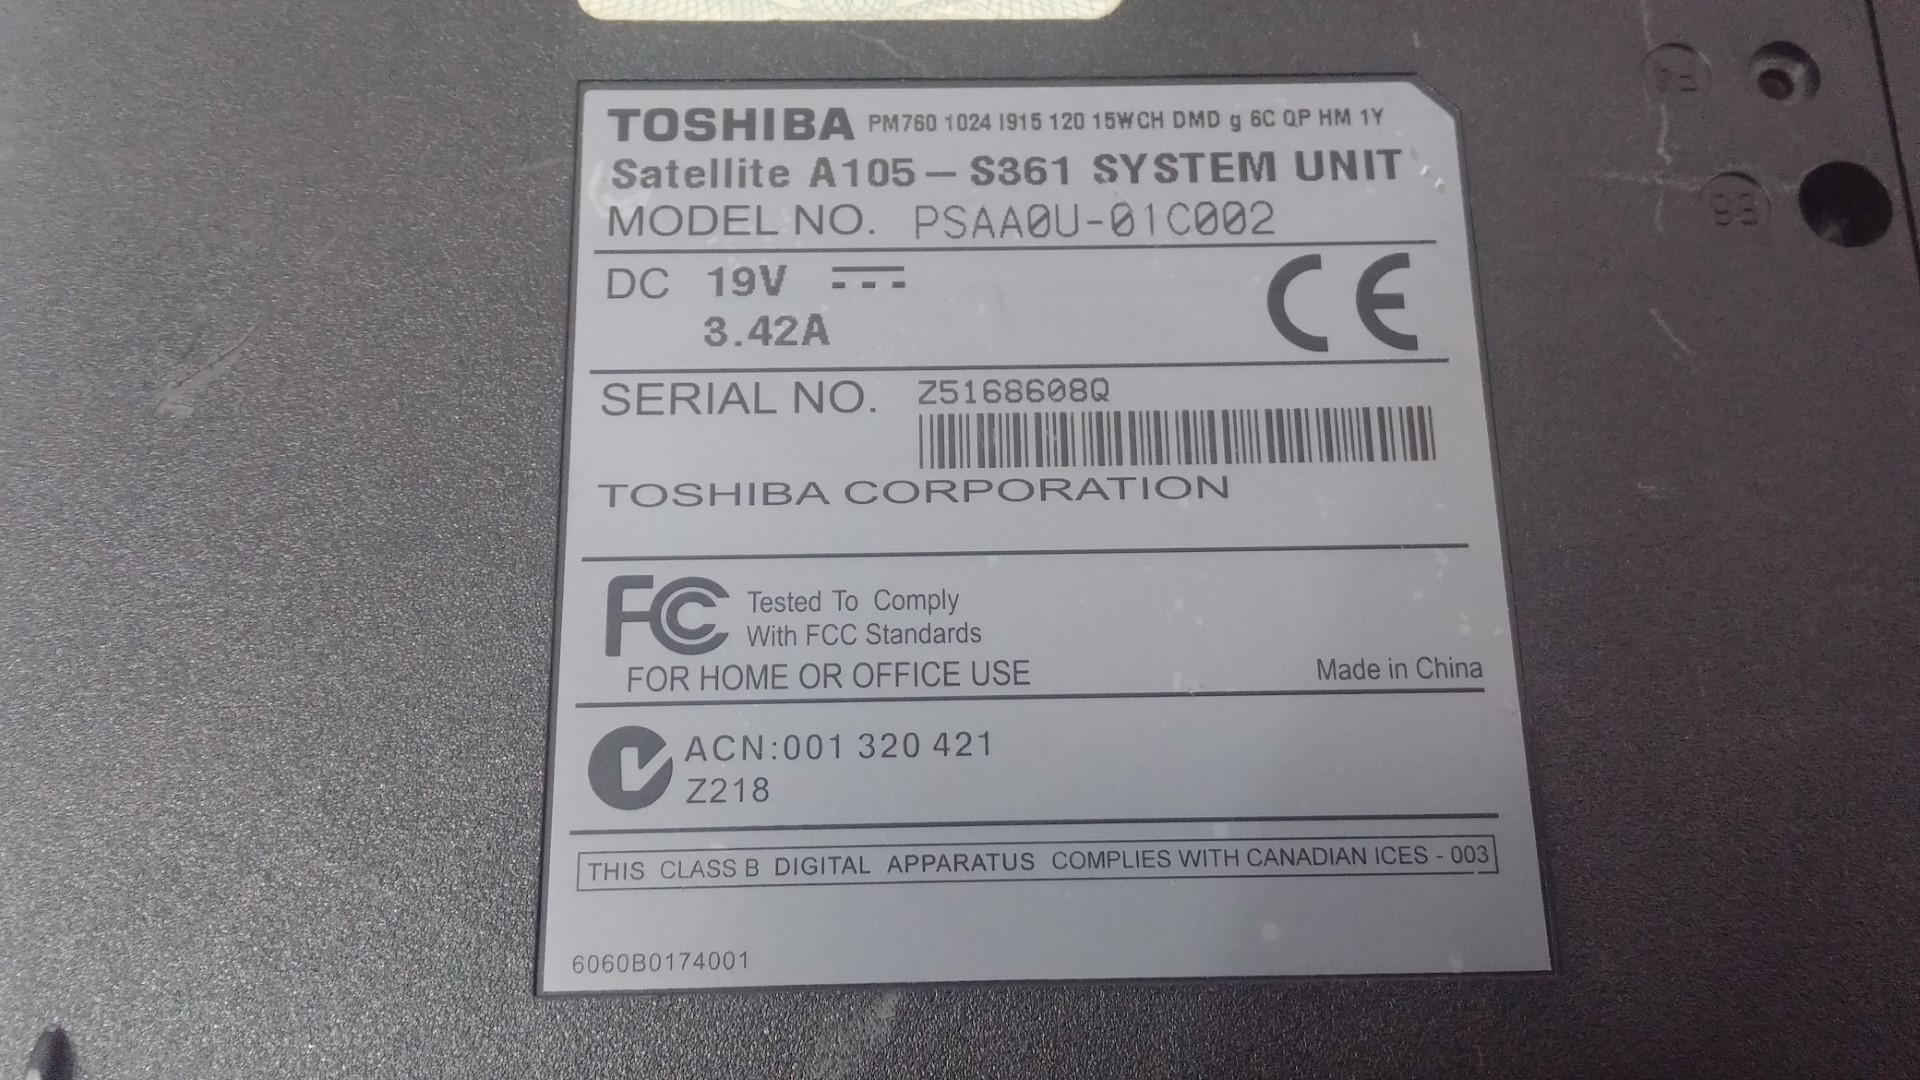 TOSHIBA PM760 1024 I915 120 15WCH DMD g 6C QP HM 1Y
Satellite A105-S361 SYSTEM UNIT
MODEL NO. PSAA0U-01C002
DC 19V
3.42A
CE
SERIAL NO. Z5168608Q
TOSHIBA CORPORATION
FC Tested To Comply
With FCC Standards
FOR HOME OR OFFICE USE
Made in China
ACN:001 320 421
Z218
THIS CLASS B DIGITAL APPARATUS COMPLIES WITH CANADIAN ICES - 003
6060B0174001